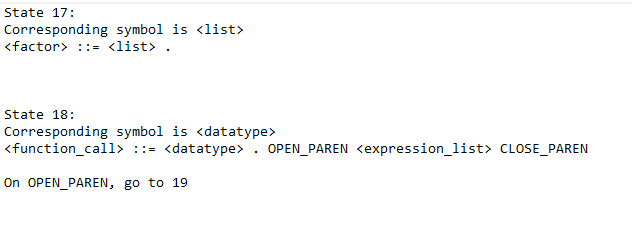 State 17:
Corresponding symbol is <list>
<factor> ::= <list> .
State 18:
Corresponding symbol is <datatype>
<function_call> ::= <datatype> . OPEN_PAREN <expression_list> CLOSE_PAREN
On OPEN_PAREN, go to 19